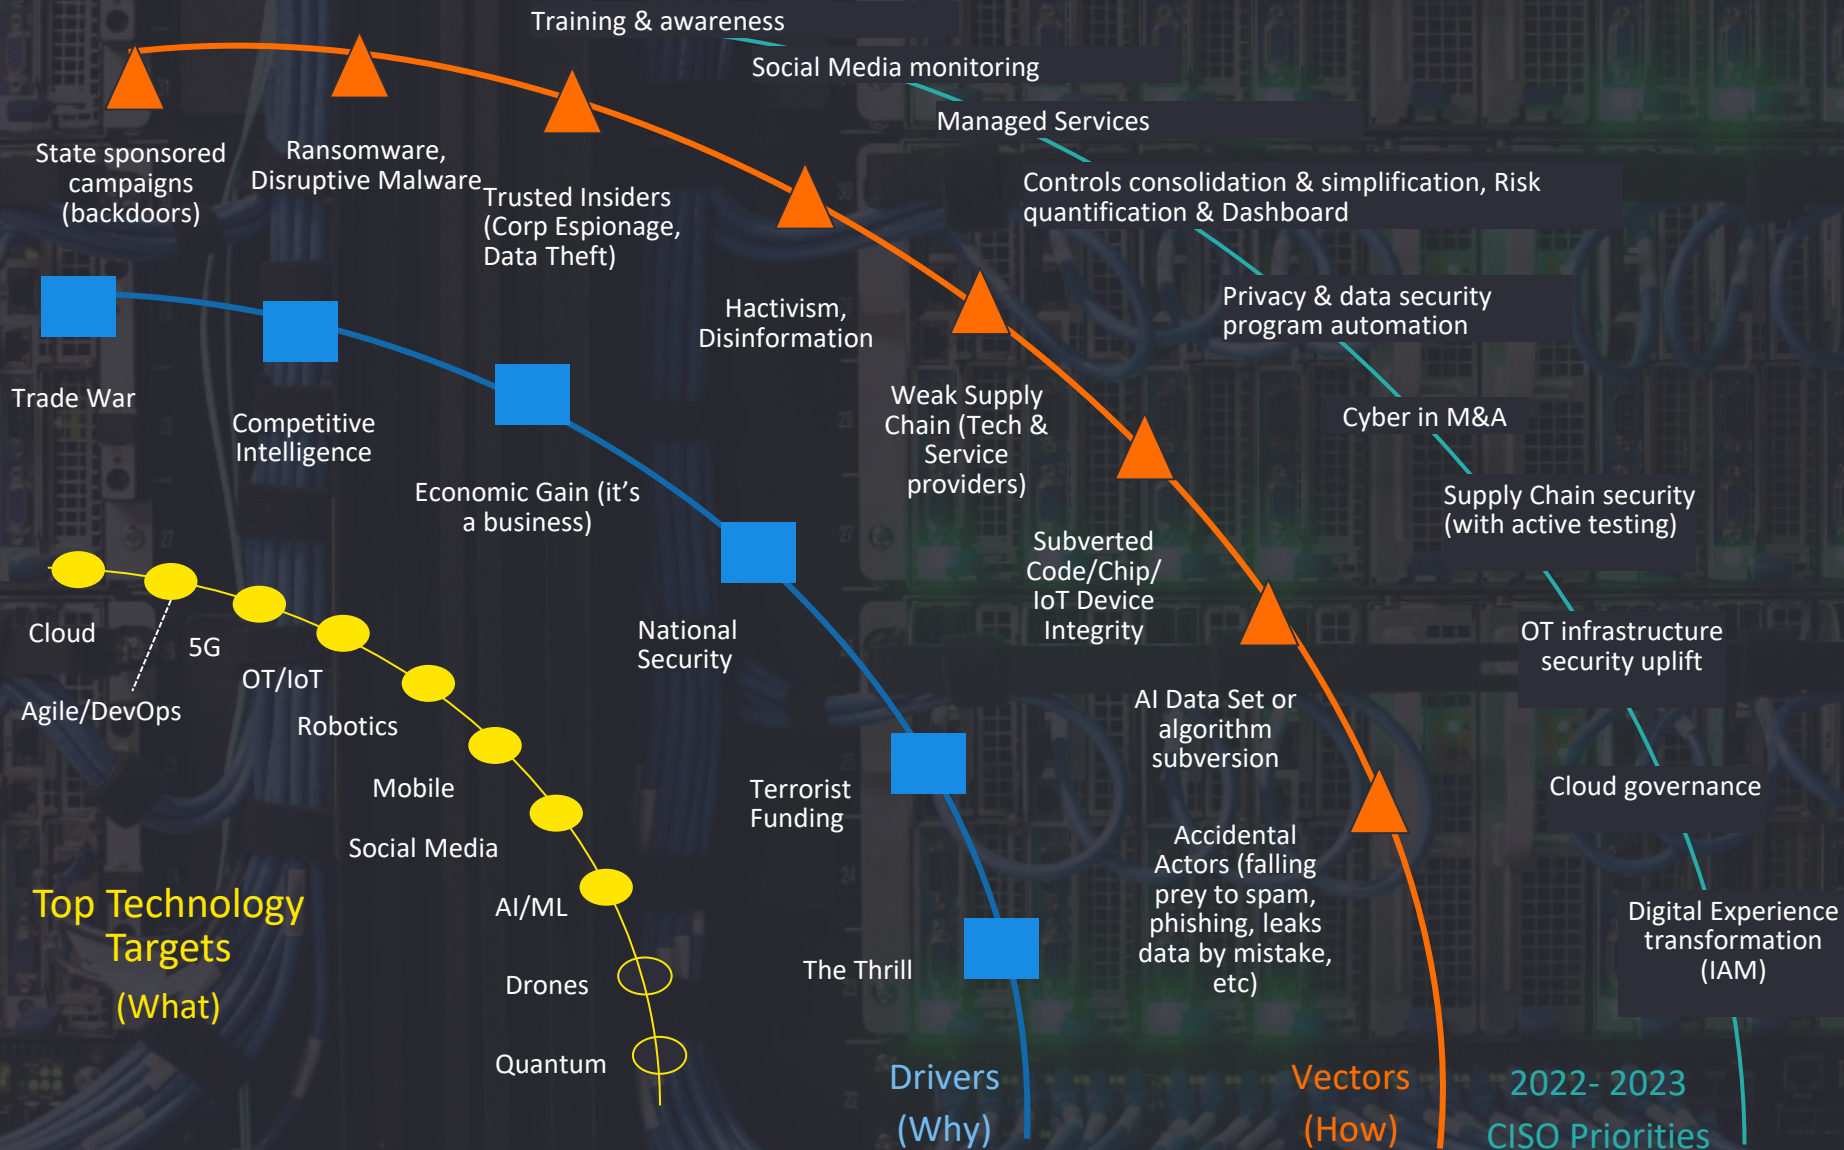 Training & awareness
Social Media monitoring
Managed Services
Controls consolidation & simplification, Risk
quantification & Dashboard
Privacy & data security
program automation
Cyber in M&A
Supply Chain security
(with active testing)
OT infrastructure
security uplift
Cloud governance
Digital Experience
transformation
(IAM)
2022- 2023
CISO Priorities
State sponsored
campaigns
(backdoors)
Ransomware,
Disruptive Malware
Trusted Insiders
(Corp Espionage,
Data Theft)
Hactivism,
Disinformation
Weak Supply
Chain (Tech &
Service
providers)
Subverted
Code/Chip/
IoT Device
Integrity
AI Data Set or
algorithm
subversion
Accidental
Actors (falling
prey to spam,
phishing, leaks
data by mistake,
etc)
Vectors
(How)
Trade War
Competitive
Intelligence
Economic Gain (it’s
a business)
National
Security
Terrorist
Funding
The Thrill
Drivers
(Why)
Cloud
Agile/DevOps
5G
OT/IoT
Robotics
Mobile
Social Media
AI/ML
Drones
Quantum
Top Technology
Targets
(What)